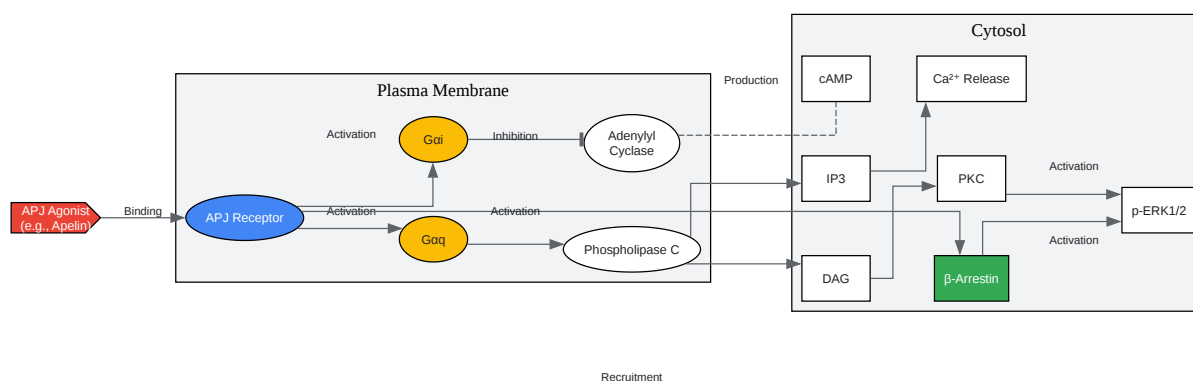 Cytosol
Production
cAMP
Ca²⁺ Release
Plasma Membrane
Activation
Gαi
Inhibition
Adenylyl
Cyclase
IP3
PKC
Activation
APJ Agonist
(e.g., Apelin)
Binding
APJ Receptor
Activation
Activation
p-ERK1/2
Gαq
Phospholipase C
Activation
DAG
β-Arrestin
Recruitment